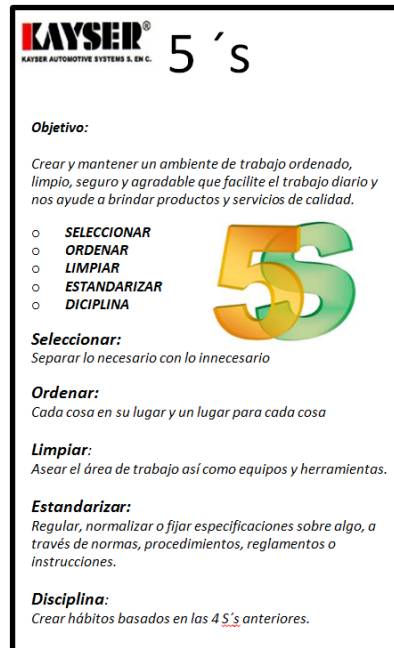 KAYSER®
KAYSER AUTOMOTIVE SYSTEMS S. EN C.
5 ´s
Objetivo:
Crear y mantener un ambiente de trabajo ordenado,
limpio, seguro y agradable que facilite el trabajo diario y
nos ayude a brindar productos y servicios de calidad.
o SELECCIONAR
o ORDENAR
o LIMPIAR
o ESTANDARIZAR
o DICIPLINA
5S
Seleccionar:
Separar lo necesario con lo innecesario
Ordenar:
Cada cosa en su lugar y un lugar para cada cosa
Limpiar:
Asear el área de trabajo así como equipos y herramientas.
Estandarizar:
Regular, normalizar o fijar especificaciones sobre algo, a
través de normas, procedimientos, reglamentos o
instrucciones.
Disciplina:
Crear hábitos basados en las 4 S´s anteriores.